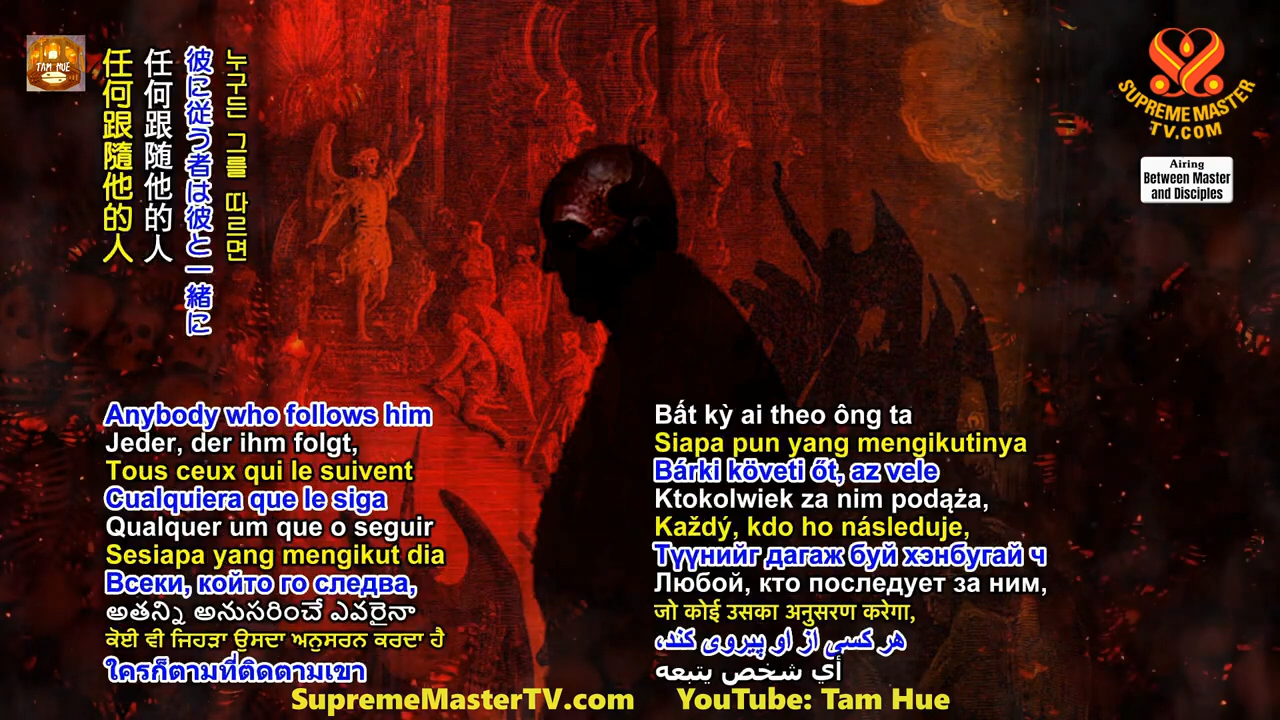 TAM HUE
任何跟隨他的人
任何跟随他的人
彼に従う者は彼と一緒に
누구든 그를 따르면
SUPREME MASTER
TV.COM
Airing
Between Master
and Disciples
Anybody who follows him
Jeder, der ihm folgt,
Tous ceux qui le suivent
Cualquiera que le siga
Qualquer um que o seguir
Sesiapa yang mengikut dia
Всеки, който го следва,
అతన్ని అనుసరించే ఎవరైనా
ਕੋਈ ਵੀ ਜਿਹੜਾ ਉਸਦਾ ਅਨੁਸਰਨ ਕਰਦਾ ਹੈ
ใครก็ตามที่ติดตามเขา
Bất kỳ ai theo ông ta
Siapa pun yang mengikutinya
Bárki követi őt, az vele
Ktokolwiek za nim podąża,
Každý, kdo ho následuje,
Түүнийг дагаж буй хэнбугай ч
Любой, кто последует за ним,
जो कोई उसका अनुसरण करेगा,
هر کسی از او پیروی کند،
أي شخص يتبعه
SupremeMasterTV.com YouTube: Tam Hue